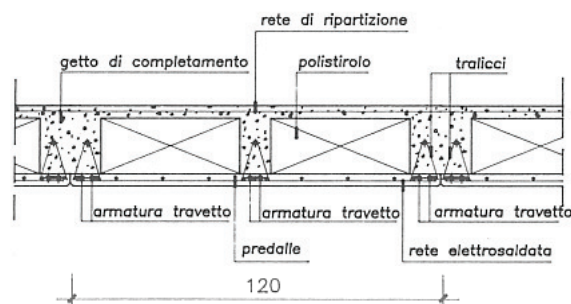 rete di ripartizione
getto di completamento
polistirolo
tralicci
armatura travetto
armatura travetto
armatura travetto
predalle
rete elettrosaldata
120